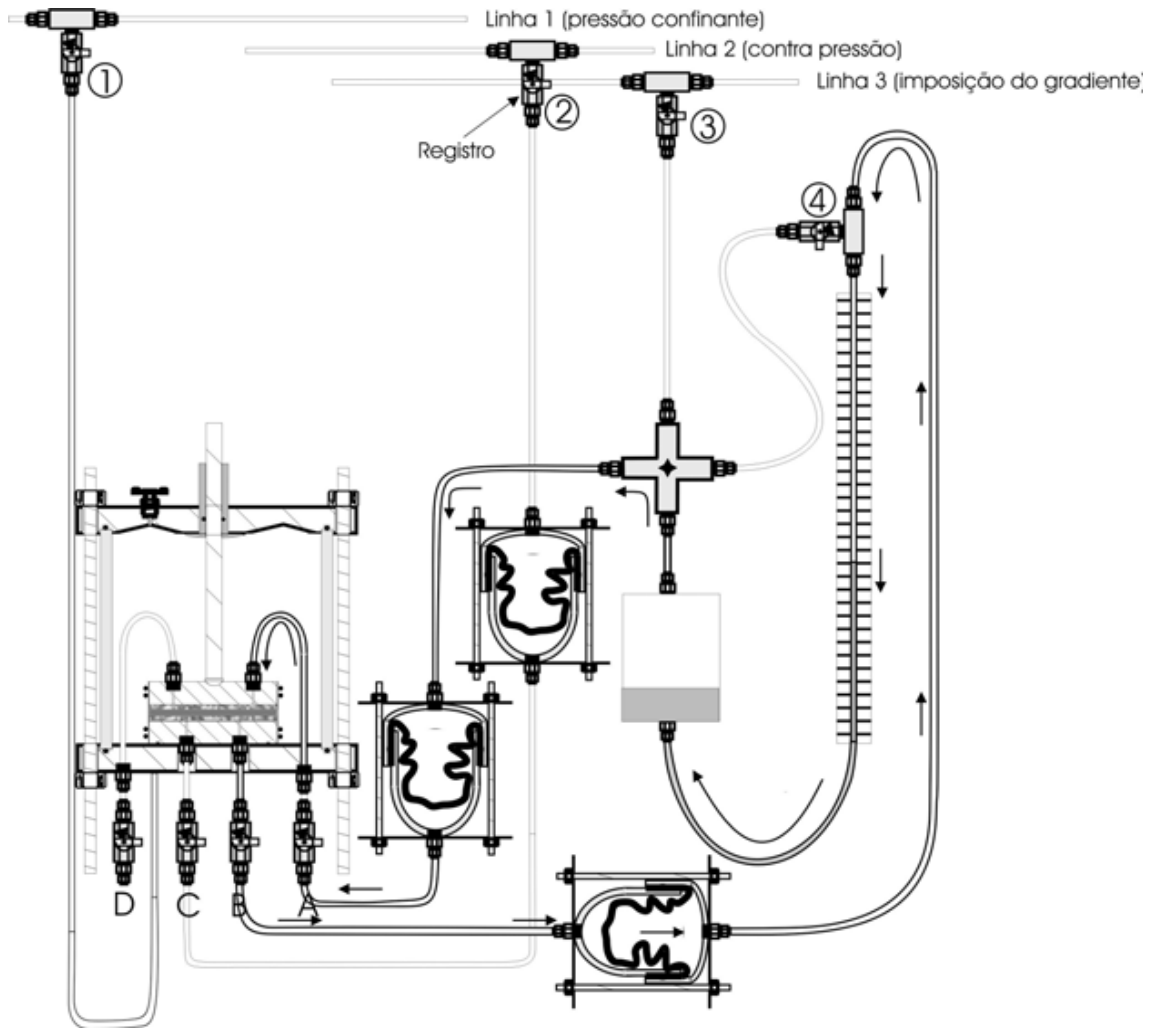 Linha 1 (pressão confinante)
Linha 2 (contra pressão)
Linha 3 (imposição do gradiente)
1
2
3
Registro
4
D C B A